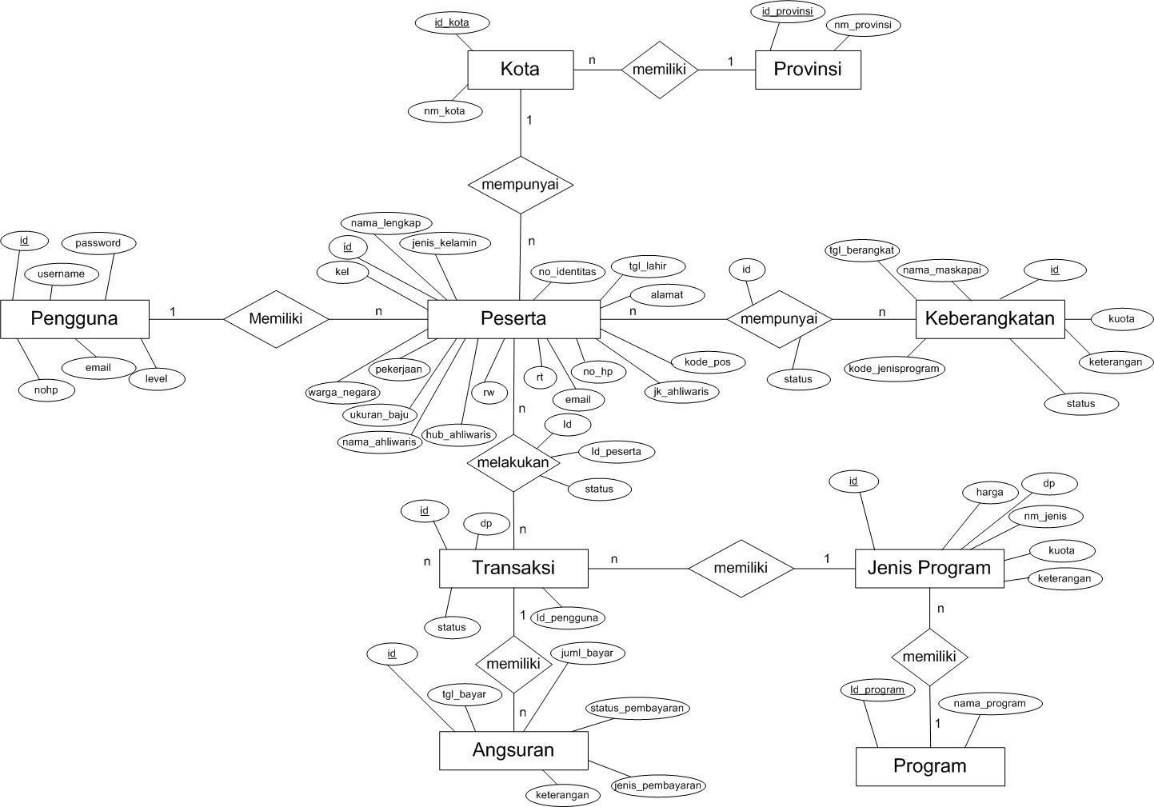 id_kota
id_provinsi
nm_provinsi
Kota
n
memiliki
1
Provinsi
nm_kota
1
mempunyai
n
id
password
username
Pengguna
1
Memiliki
n
nohp
email
level
nama_lengkap
id
jenis_kelamin
kel
no_identitas
tgl_lahir
alamat
Peserta
n
id
mempunyai
n
status
tgl_berangkat
nama_maskapai
id
Keberangkatan
kuota
keterangan
kode_jenisprogram
status
warga_negara
pekerjaan
ukuran_baju
nama_ahliwaris
hub_ahliwaris
rw
rt
email
no_hp
jk_ahliwaris
kode_pos
n
Id
melakukan
Id_peserta
status
n
id
dp
n
Transaksi
n
memiliki
1
status
Id_pengguna
id
harga
dp
nm_jenis
Jenis Program
kuota
keterangan
n
memiliki
1
Id_program
nama_program
Program
1
memiliki
n
id
tgl_bayar
juml_bayar
status_pembayaran
Angsuran
keterangan
jenis_pembayaran